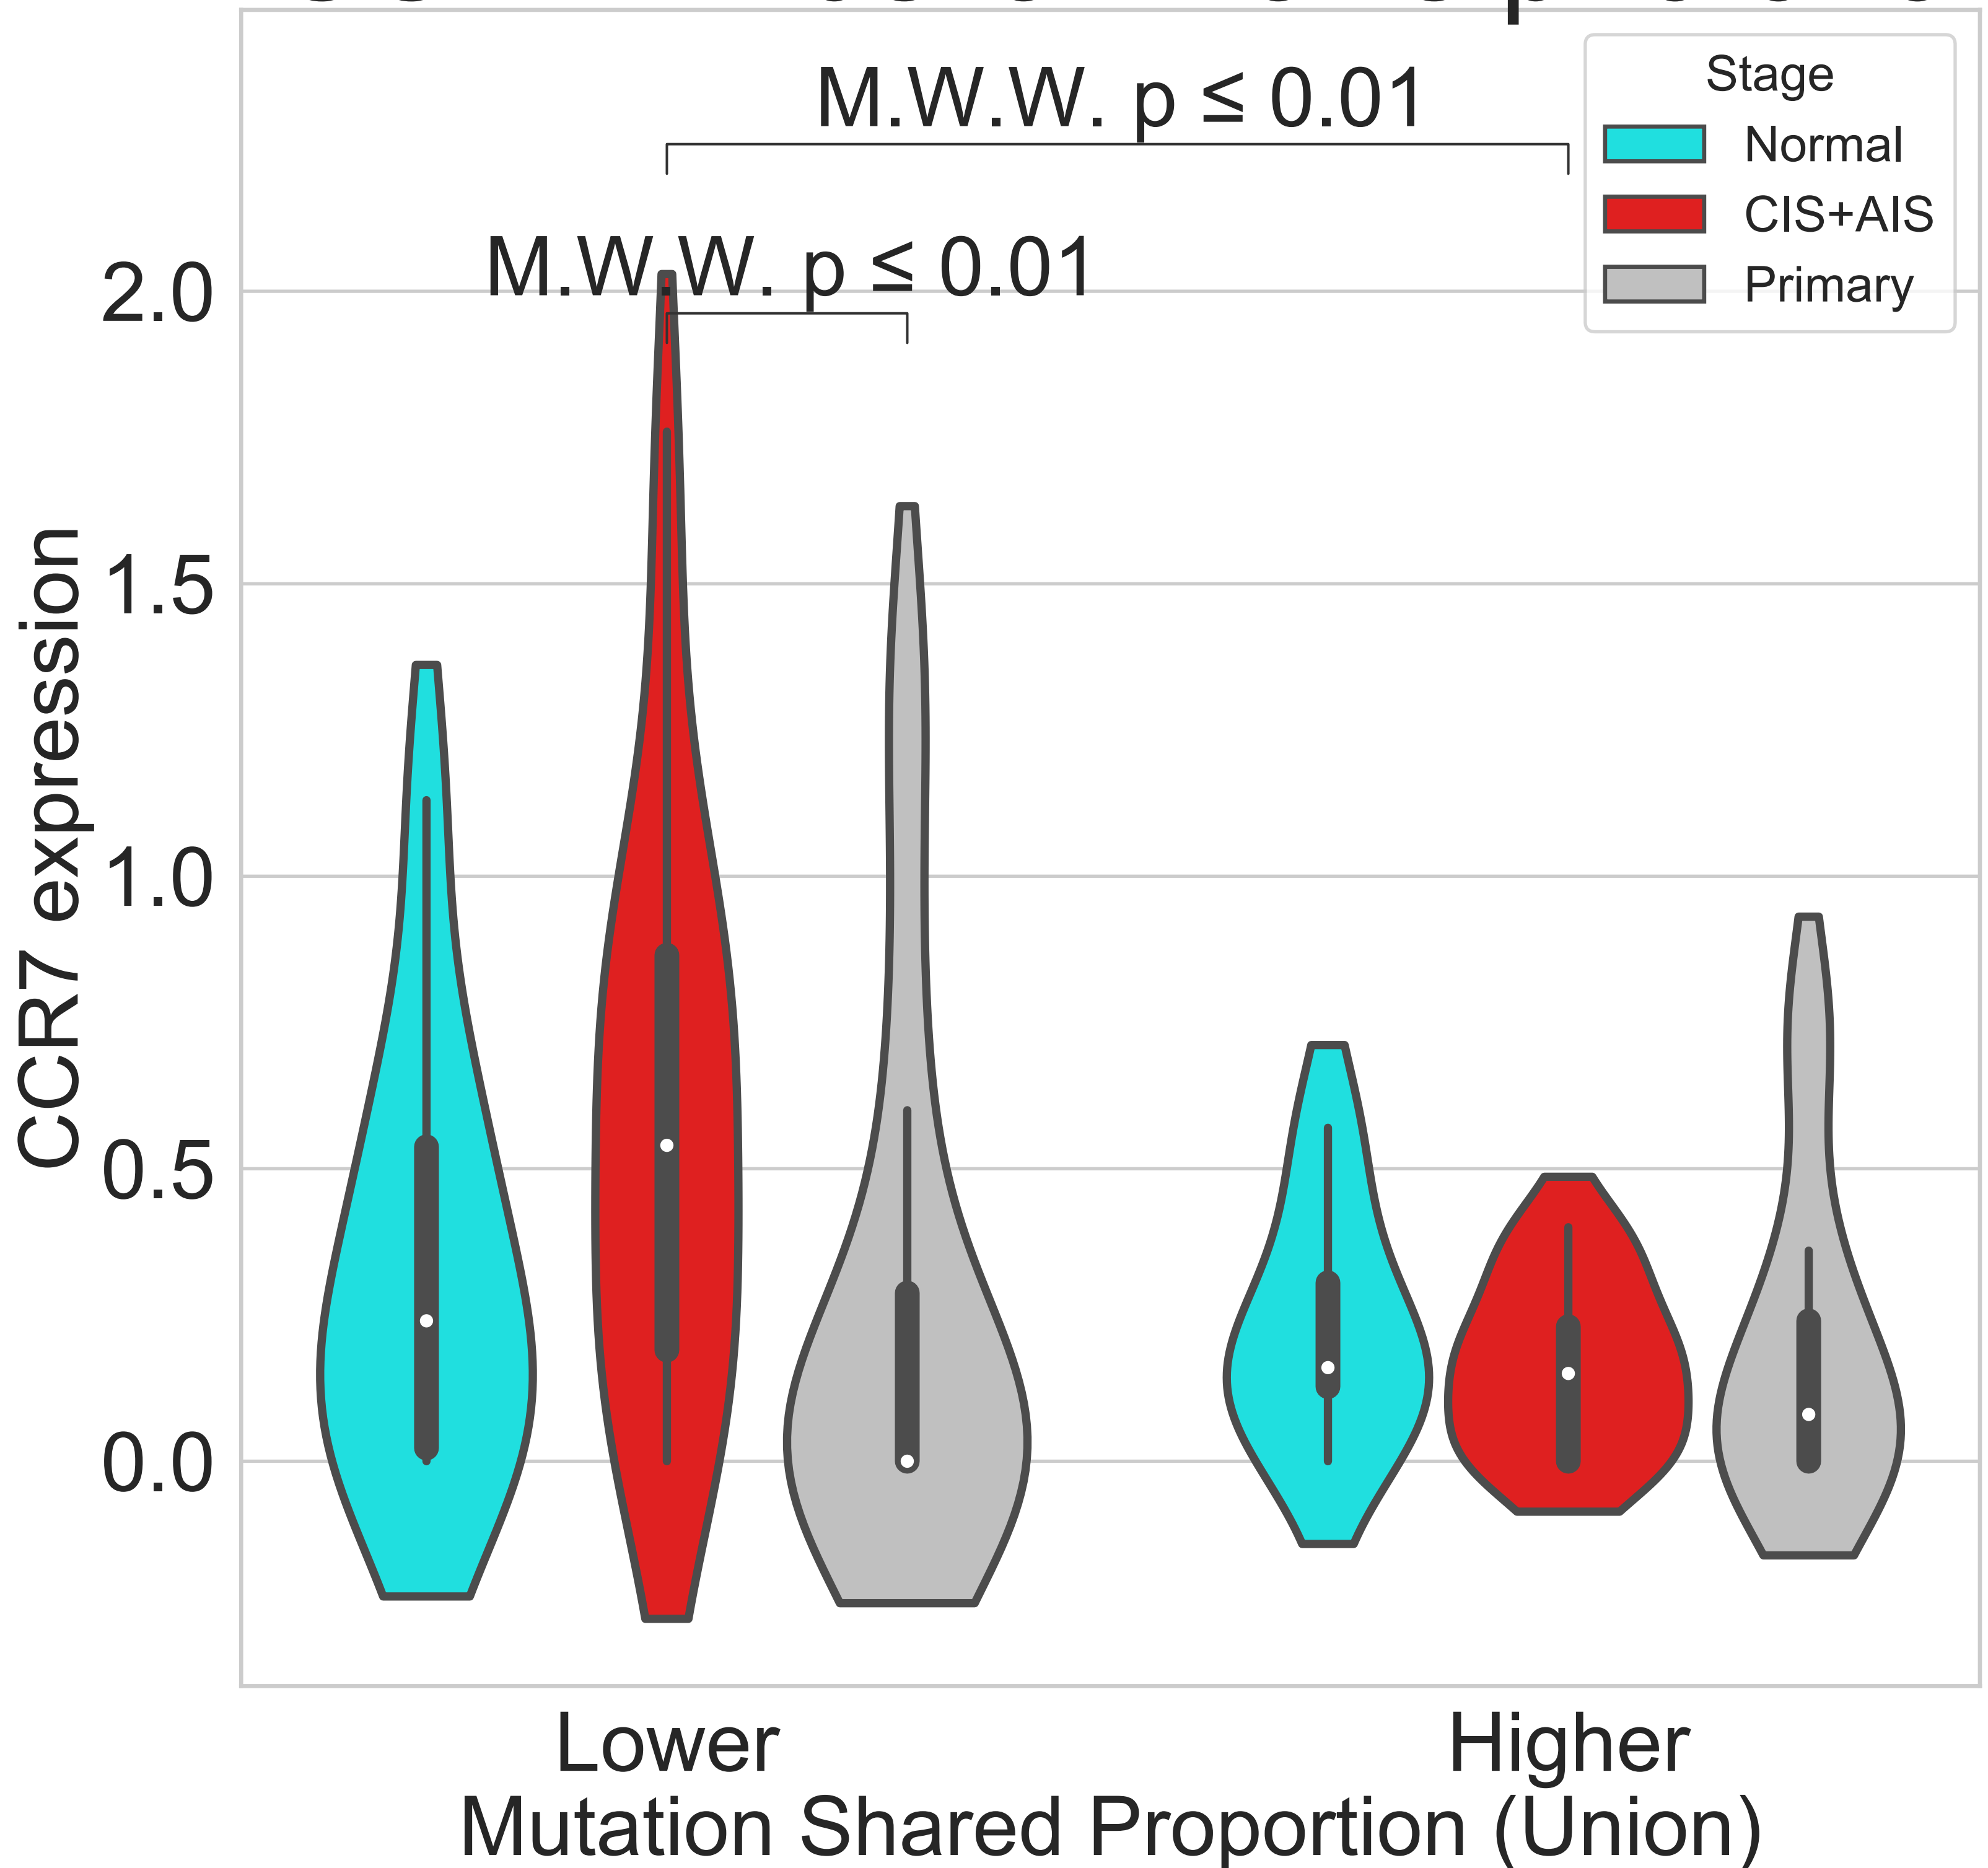 M.W.W. p ≤ 0.01
M.W.W. p ≤ 0.01
Stage
Normal
CIS+AIS
Primary
2.0
1.5
1.0
0.5
0.0
CCR7 expression
Lower
Higher
Mutation Shared Proportion (Union)